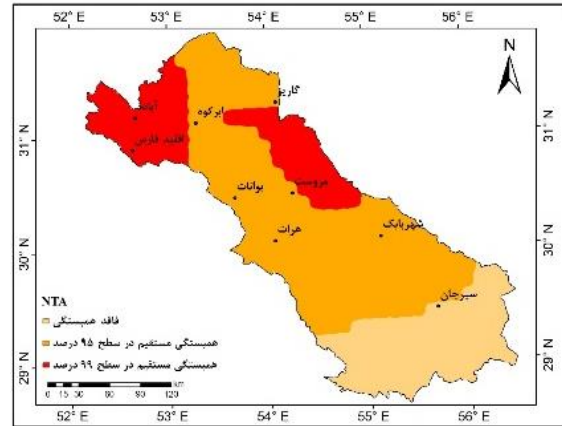 52° E 53° E 54° E 55° E 56° E
N
گاریز
آباده
ابرکوه
اقلید فارس
مروست
بوانات
هرات
شهربابک
سیرجان
31° N
30° N
29° N
31° N
30° N
29° N
NTA
فاقد همبستگی
همبستگی مستقیم در سطح ۹۵ درصد
همبستگی مستقیم در سطح ۹۹ درصد
0 15 30 60 90 120
km
52° E 53° E 54° E 55° E 56° E